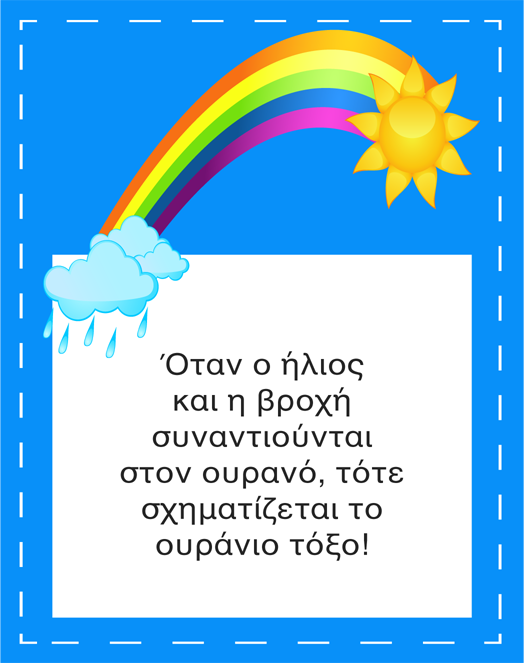 Όταν ο ήλιος
και η βροχή
συναντιούνται
στον ουρανό, τότε
σχηματίζεται το
ουράνιο τόξο!